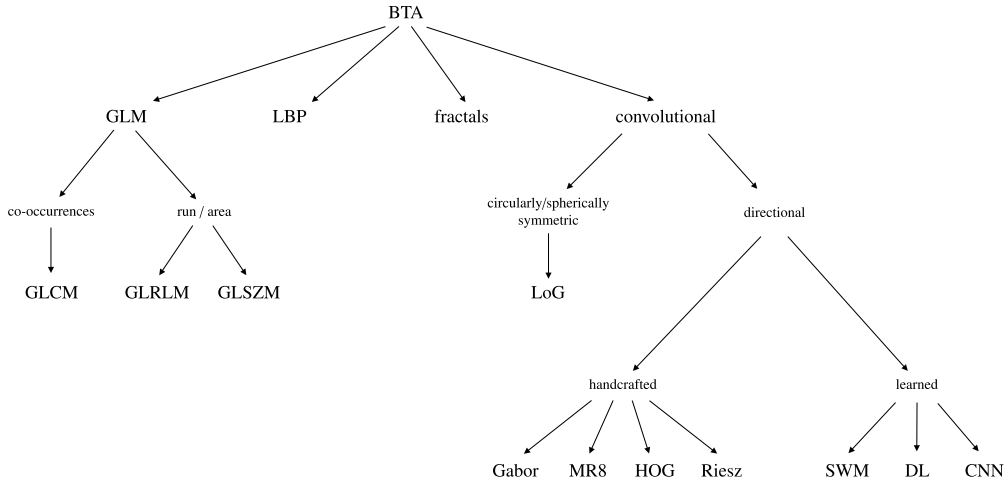 BTA
GLM
LBP
fractals
convolutional
co-occurrences
run / area
circularly/spherically
symmetric
directional
GLCM
GLRLM
GLSZM
LoG
handcrafted
learned
Gabor
MR8
HOG
Riesz
SWM
DL
CNN